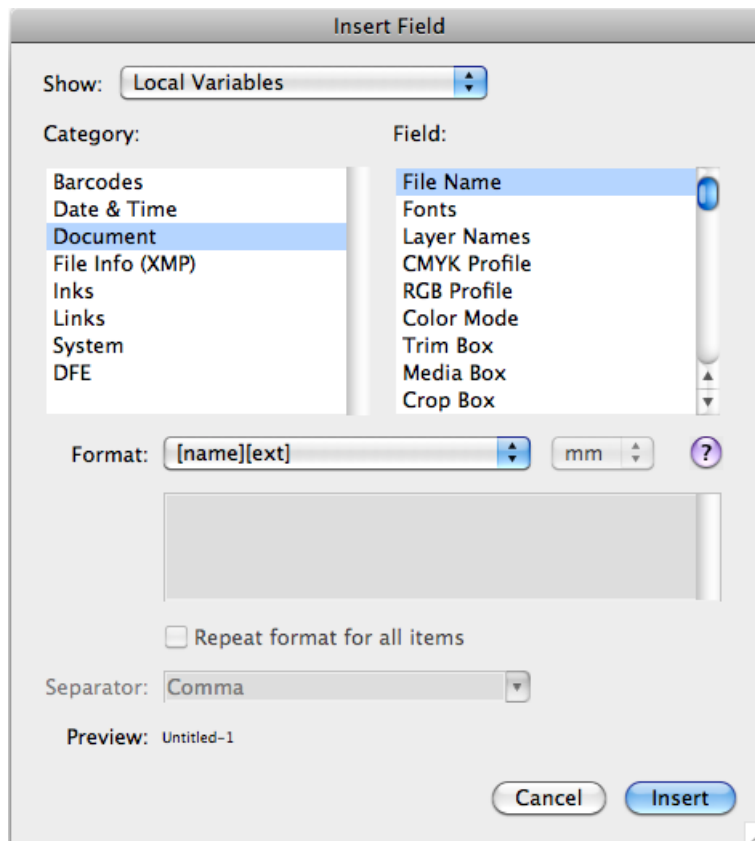 Insert Field
Show: Local Variables
Category: Field:
Barcodes File Name
Date & Time Fonts
Document Layer Names
File Info (XMP) CMYK Profile
Inks RGB Profile
Links Color Mode
System Trim Box
DFE Media Box
Crop Box
Format: [name][ext] mm ?
Repeat format for all items
Separator: Comma
Preview: Untitled-1
Cancel Insert